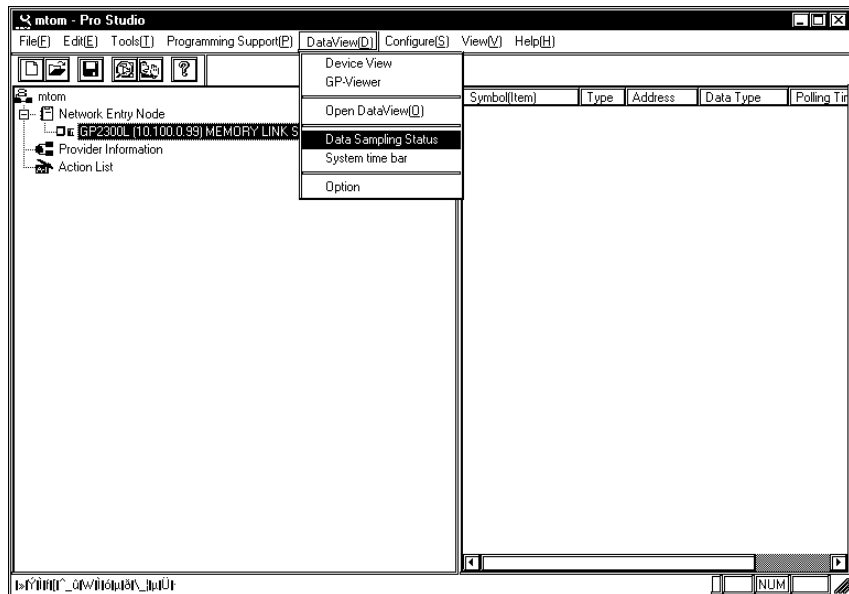 mtom - Pro Studio
File(F) Edit(E) Tools(T) Programming Support(P) DataView(D) Configure(S) View(V) Help(H)
Device View
GP-Viewer
Open DataView(O)
Data Sampling Status
System time bar
Option
mtom
Network Entry Node
GP2300L (10.100.0.99) MEMORY LINK S
Provider Information
Action List
Symbol(Item) Type Address Data Type Polling Tir
NUM